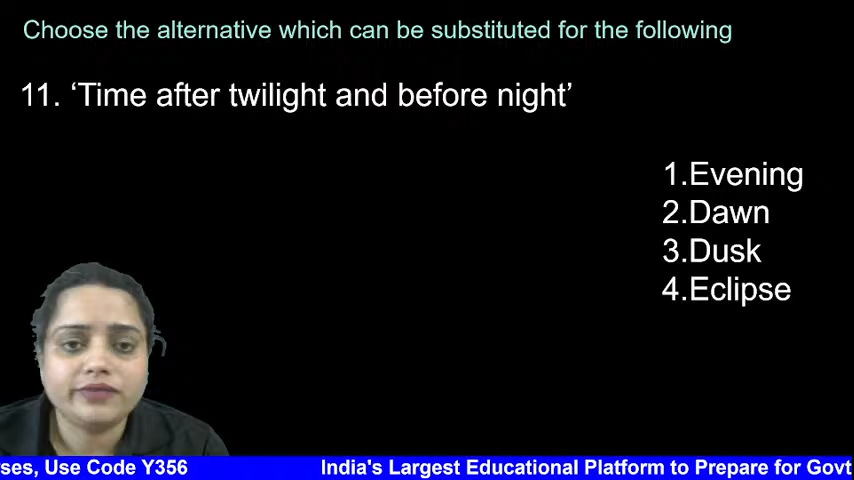 Choose the alternative which can be substituted for the following
11. ‘Time after twilight and before night’
1.Evening
2.Dawn
3.Dusk
4.Eclipse
rses, Use Code Y356 India's Largest Educational Platform to Prepare for Govt